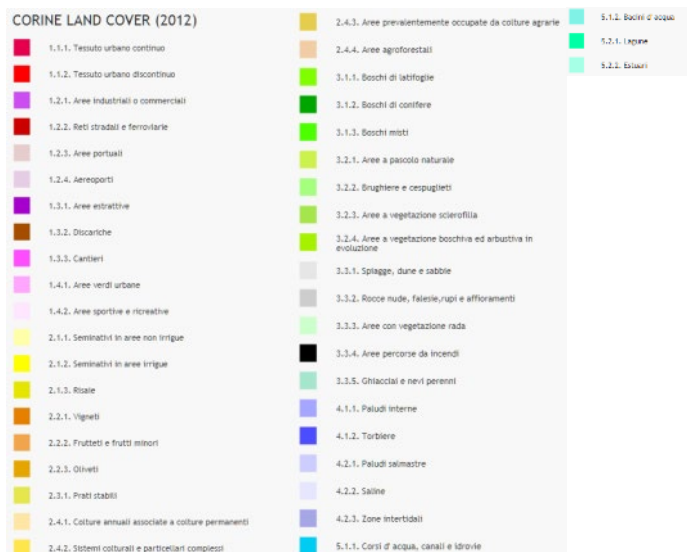 CORINE LAND COVER (2012)
1.1.1. Tessuto urbano continuo
1.1.2. Tessuto urbano discontinuo
1.2.1. Aree industriali o commerciali
1.2.2. Reti stradali e ferroviarie
1.2.3. Aree portuali
1.2.4. Aereoporti
1.3.1. Aree estrattive
1.3.2. Discariche
1.3.3. Cantieri
1.4.1. Aree verdi urbane
1.4.2. Aree sportive e ricreative
2.1.1. Seminativi in aree non irrigue
2.1.2. Seminativi in aree irrigue
2.1.3. Risaie
2.2.1. Vigneti
2.2.2. Frutteti e frutti minori
2.2.3. Oliveti
2.3.1. Prati stabili
2.4.1. Colture annuali associate a colture permanenti
2.4.2. Sistemi colturali e particellari complessi
2.4.3. Aree prevalentemente occupate da colture agrarie
2.4.4. Aree agroforestali
3.1.1. Boschi di latifoglie
3.1.2. Boschi di conifere
3.1.3. Boschi misti
3.2.1. Aree a pascolo naturale
3.2.2. Brughiere e cespuglieti
3.2.3. Aree a vegetazione sclerofilla
3.2.4. Aree a vegetazione boschiva ed arbustiva in
evoluzione
3.3.1. Spiagge, dune e sabbie
3.3.2. Rocce nude, falesie,rupi e affioramenti
3.3.3. Aree con vegetazione rada
3.3.4. Aree percorse da incendi
3.3.5. Ghiacciai e nevi perenni
4.1.1. Paludi interne
4.1.2. Torbiere
4.2.1. Paludi salmastre
4.2.2. Saline
4.2.3. Zone intertidali
5.1.1. Corsi d'acqua, canali e idrovie
5.1.2. Bacini d'acqua
5.2.1. Lagune
5.2.2. Estuari